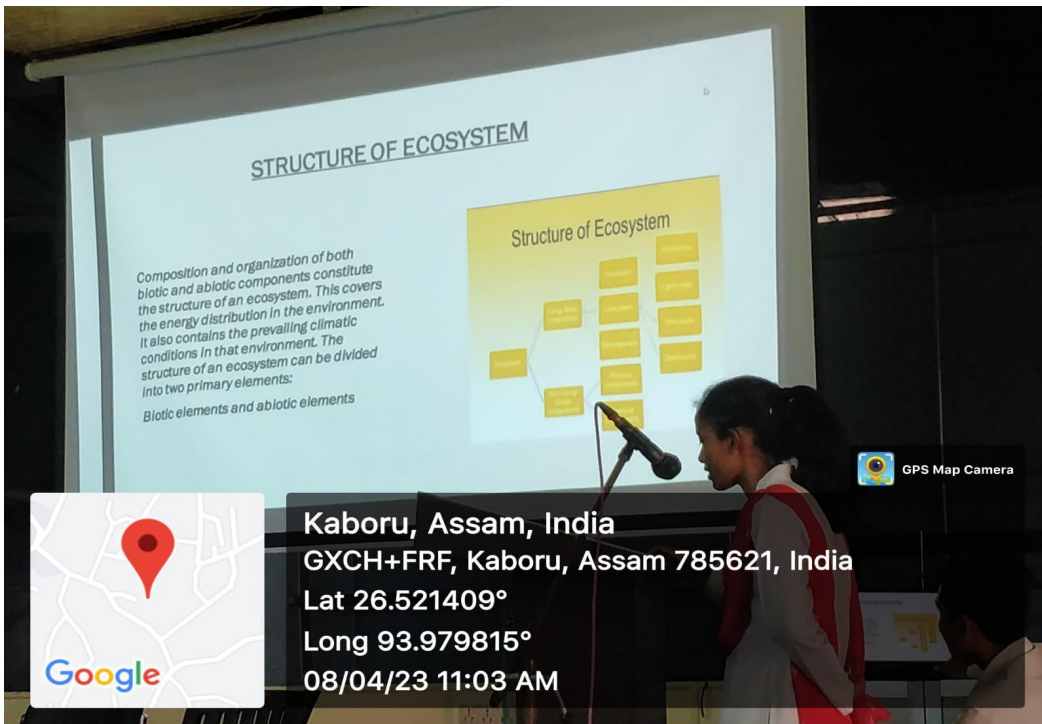 STRUCTURE OF ECOSYSTEM
Composition and organization of both
biotic and abiotic components constitute
the structure of an ecosystem. This covers
the energy distribution in the environment.
It also contains the prevailing climatic
conditions in that environment. The
structure of an ecosystem can be divided
into two primary elements:
Biotic elements and abiotic elements
Structure of Ecosystem
GPS Map Camera
Kaboru, Assam, India
GXCH+FRF, Kaboru, Assam 785621, India
Lat 26.521409°
Long 93.979815°
08/04/23 11:03 AM
Google